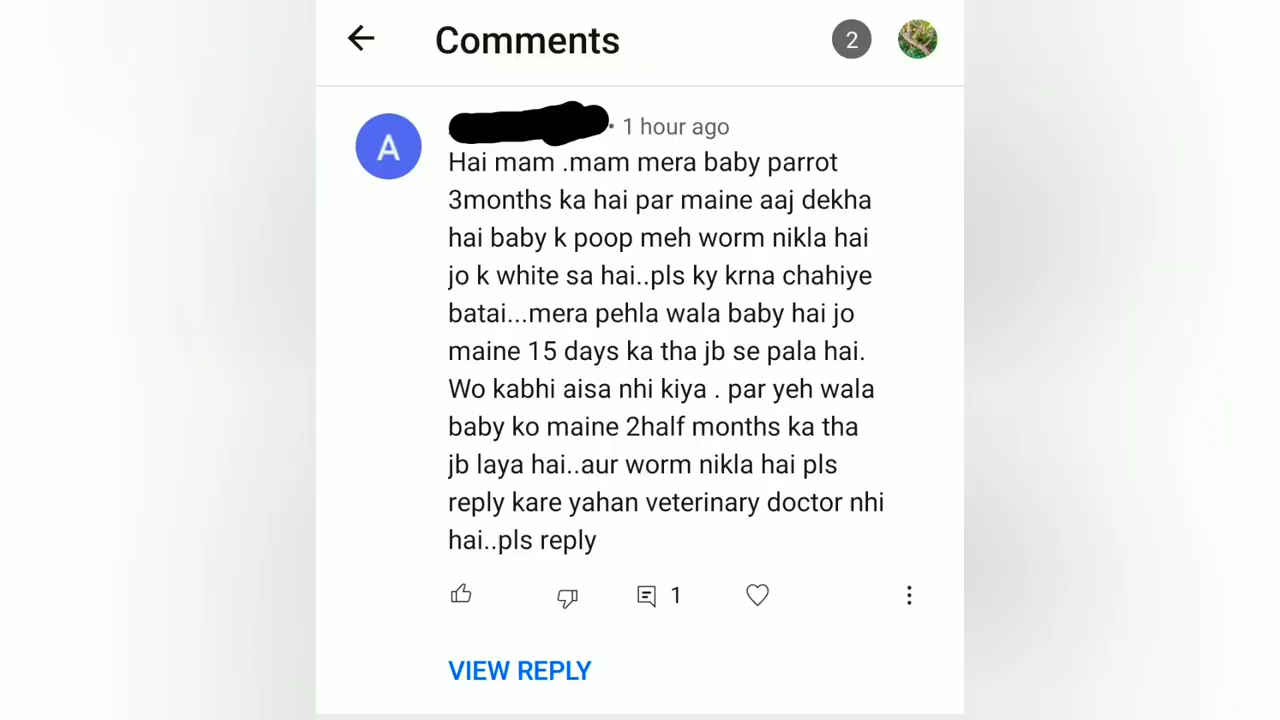 Comments
2
A
• 1 hour ago
Hai mam .mam mera baby parrot
3months ka hai par maine aaj dekha
hai baby k poop meh worm nikla hai
jo k white sa hai..pls ky krna chahiye
batai...mera pehla wala baby hai jo
maine 15 days ka tha jb se pala hai.
Wo kabhi aisa nhi kiya . par yeh wala
baby ko maine 2half months ka tha
jb laya hai..aur worm nikla hai pls
reply kare yahan veterinary doctor nhi
hai..pls reply
1
VIEW REPLY